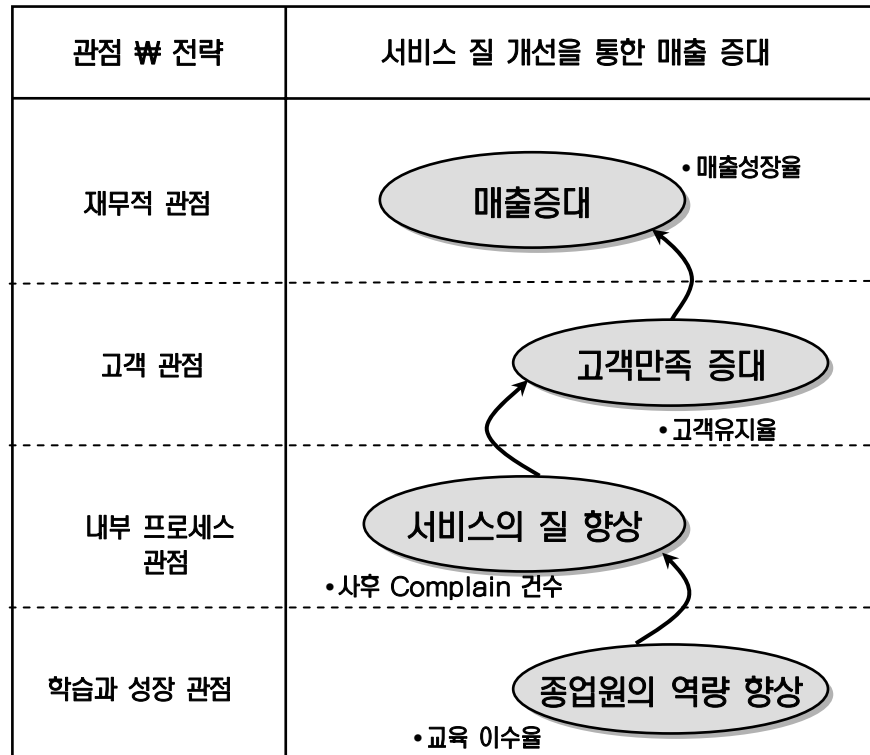 관점 ₩ 전략
서비스 질 개선을 통한 매출 증대
재무적 관점
매출증대
•매출성장율
고객 관점
고객만족 증대
•고객유지율
내부 프로세스
관점
서비스의 질 향상
•사후 Complain 건수
학습과 성장 관점
종업원의 역량 향상
•교육 이수율